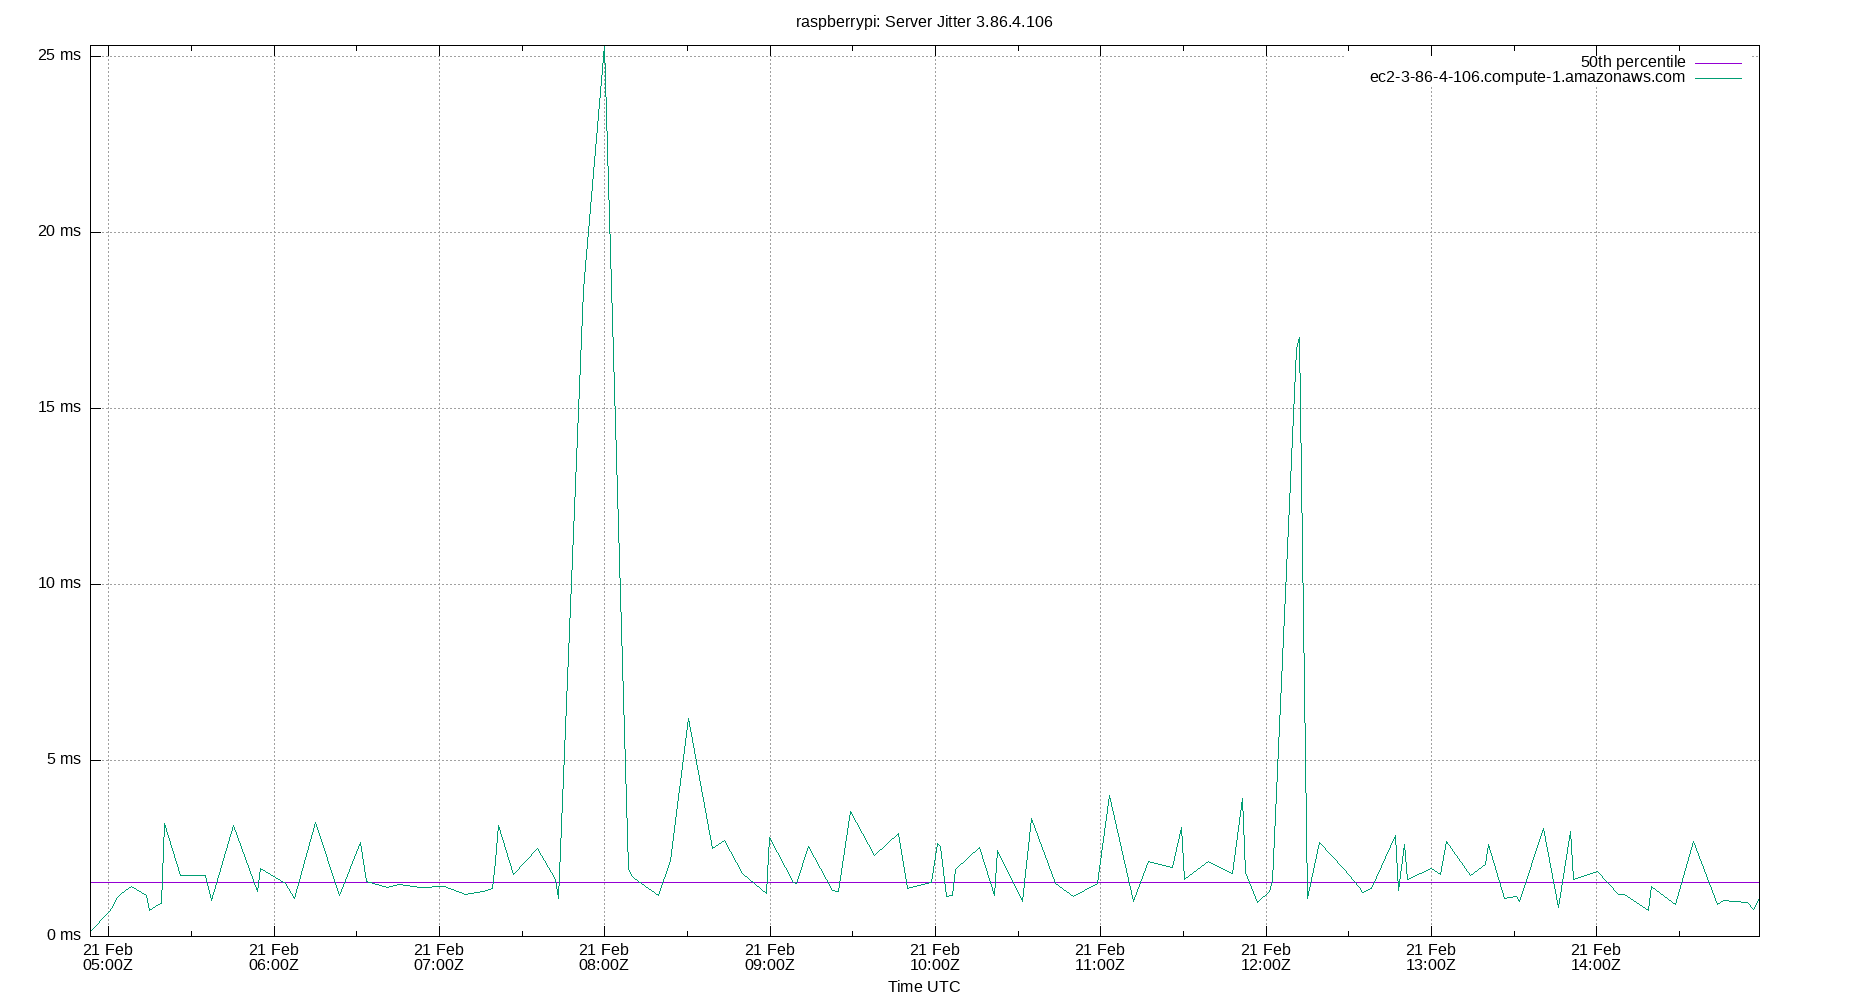 raspberrypi: Server Jitter 3.86.4.106
25 ms
20 ms
15 ms
10 ms
5 ms
0 ms
50th percentile
ec2-3-86-4-106.compute-1.amazonaws.com
21 Feb 21 Feb 21 Feb 21 Feb 21 Feb 21 Feb 21 Feb 21 Feb 21 Feb 21 Feb
05:00Z 06:00Z 07:00Z 08:00Z 09:00Z 10:00Z 11:00Z 12:00Z 13:00Z 14:00Z
Time UTC